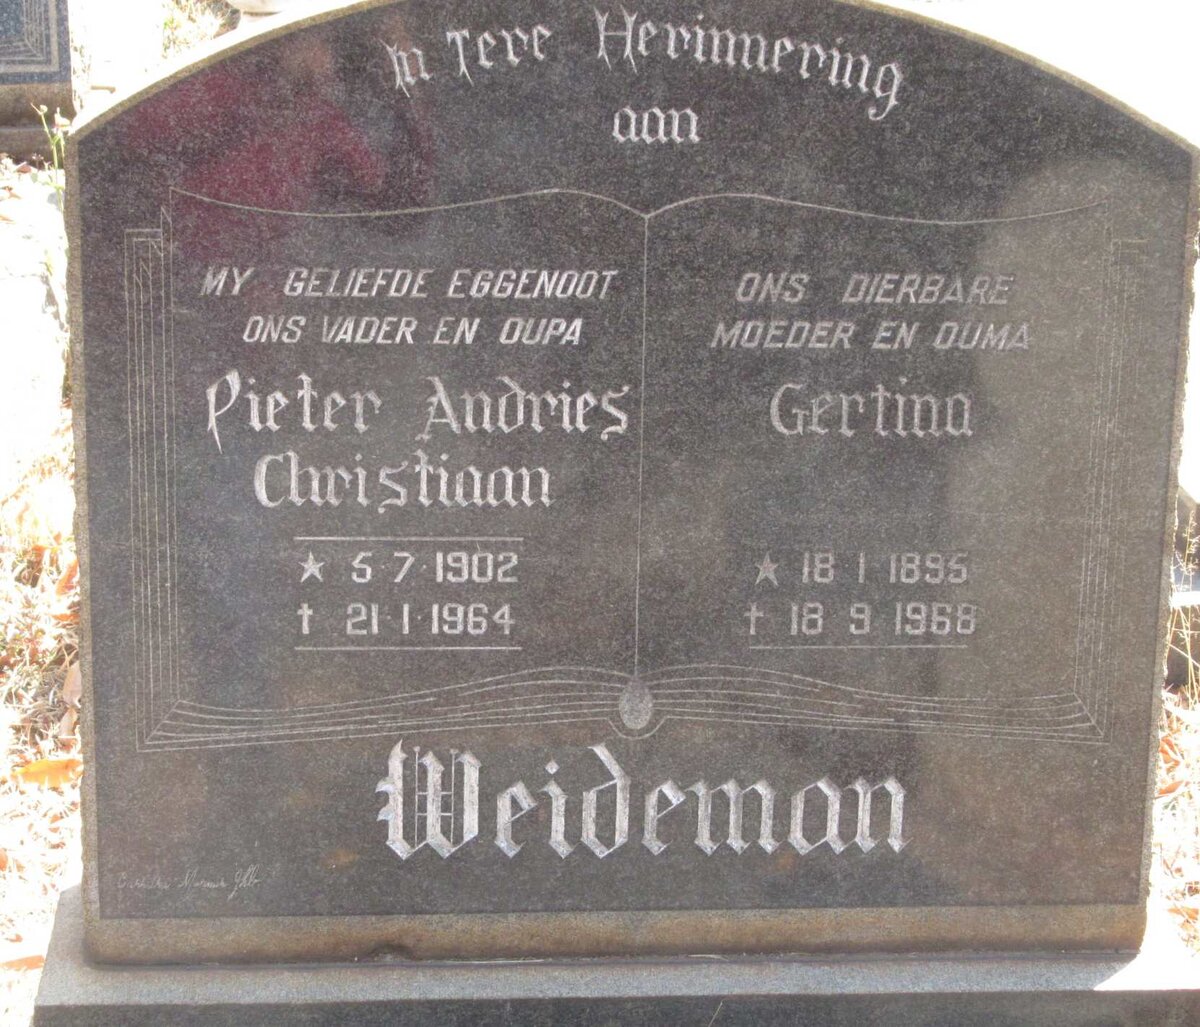 In Tere Herinnering
aan
MY GELIEFDE EGGENOOT
ONS VADER EN OUPA
Pieter Andries
Christiaan
★ 5·7·1902
† 21·1·1964
ONS DIERBARE
MOEDER EN OUMA
Gertina
★ 18 1 1895
† 18 9 1968
Weideman